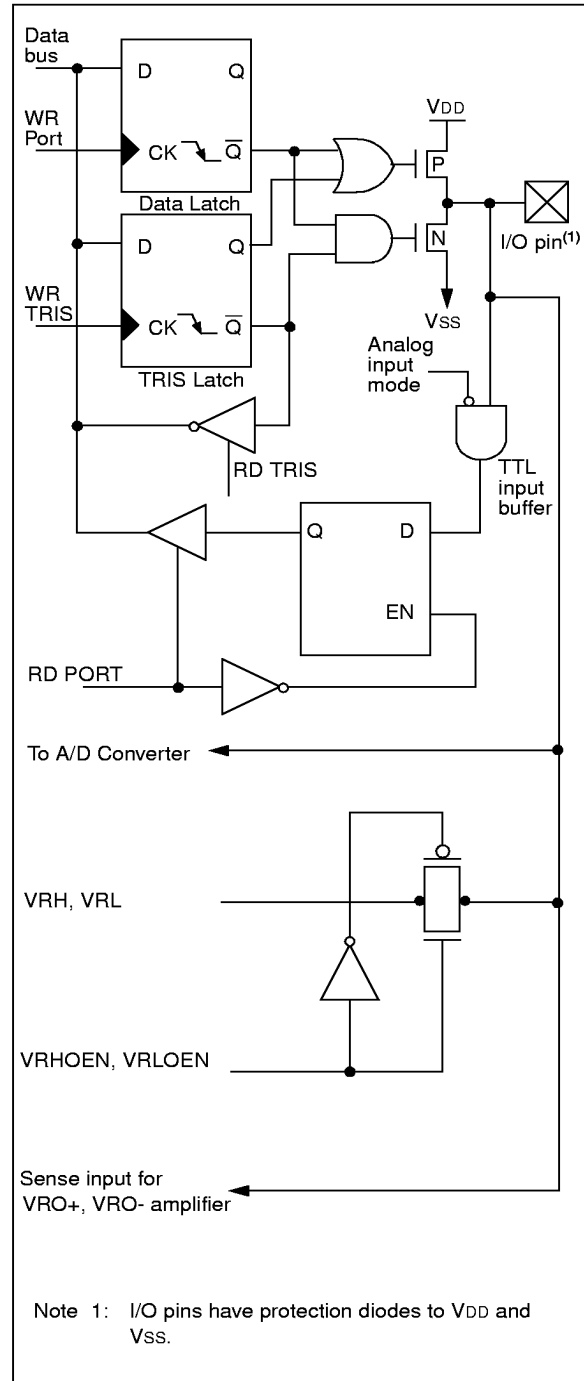 Data
bus
D Q
VDD
WR
Port
CK Q
P
Data Latch
I/O pin(1)
D Q
N
WR
TRIS
CK Q
VSS
TRIS Latch
Analog
input
mode
RD TRIS
TTL
input
buffer
Q D
EN
RD PORT
To A/D Converter
VRH, VRL
VRHOEN, VRLOEN
Sense input for
VRO+, VRO- amplifier
Note 1: I/O pins have protection diodes to VDD and
VSS.